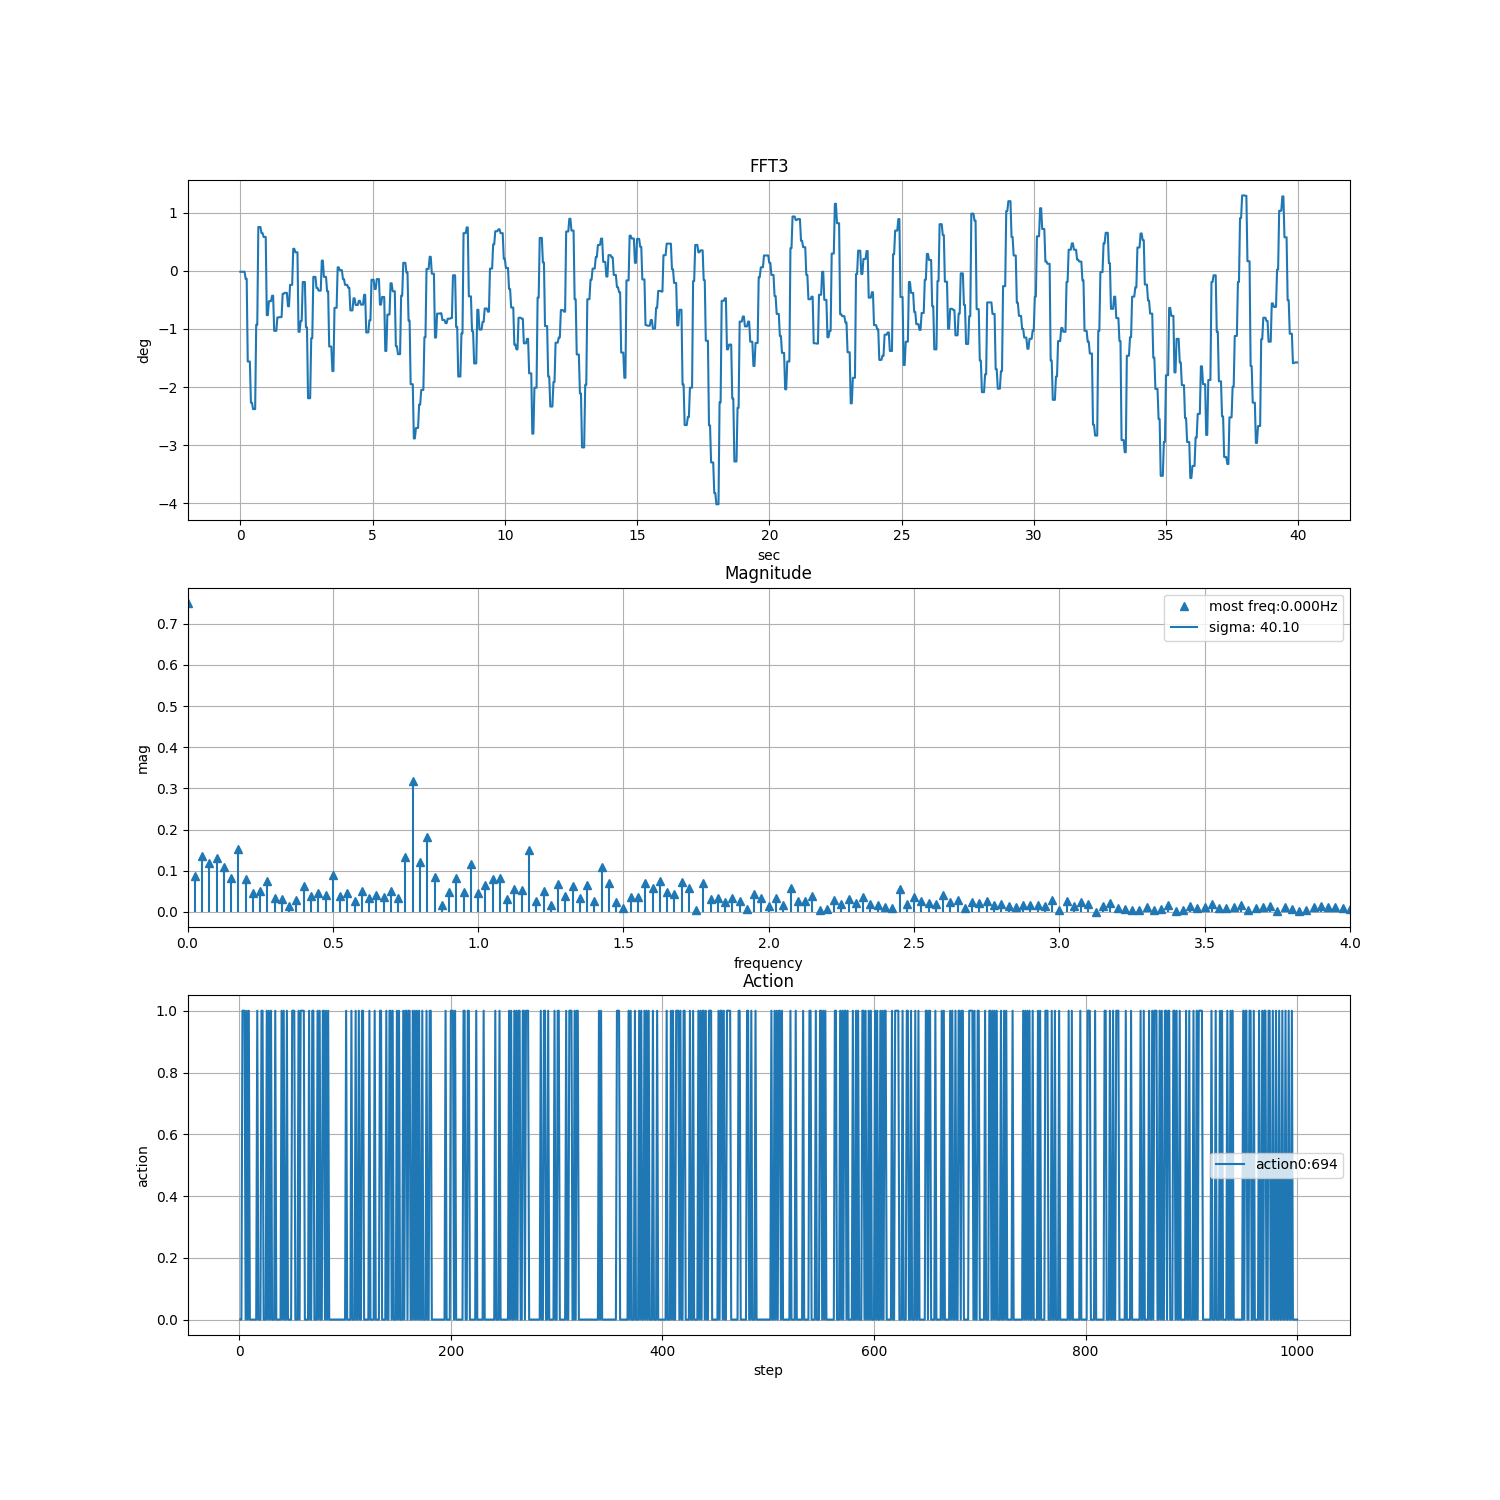 FFT3
1
0
−1
−2
−3
−4
deg
0 5 10 15 20 25 30 35 40
sec
Magnitude
most freq:0.000Hz
sigma: 40.10
0.7
0.6
0.5
0.4
0.3
0.2
0.1
0.0
mag
0.0 0.5 1.0 1.5 2.0 2.5 3.0 3.5 4.0
frequency
Action
1.0
0.8
0.6
0.4
0.2
0.0
action
action0:694
0 200 400 600 800 1000
step